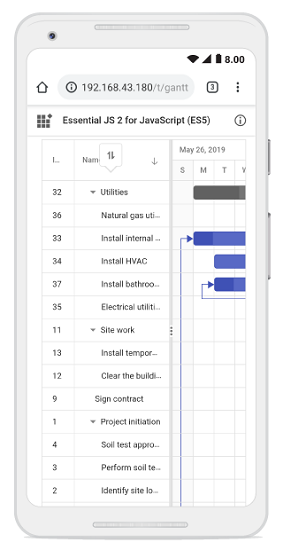 8.00
192.168.43.180/t/gantt
3
Essential JS 2 for JavaScript (ES5)
I... Nam May 26, 2019
S M T W
32 Utilities
36 Natural gas uti...
33 Install internal ...
34 Install HVAC
37 Install bathroo...
35 Electrical utiliti...
11 Site work
13 Install tempor...
12 Clear the buildi...
9 Sign contract
1 Project initiation
4 Soil test appro...
3 Perform soil te...
2 Identify site lo...